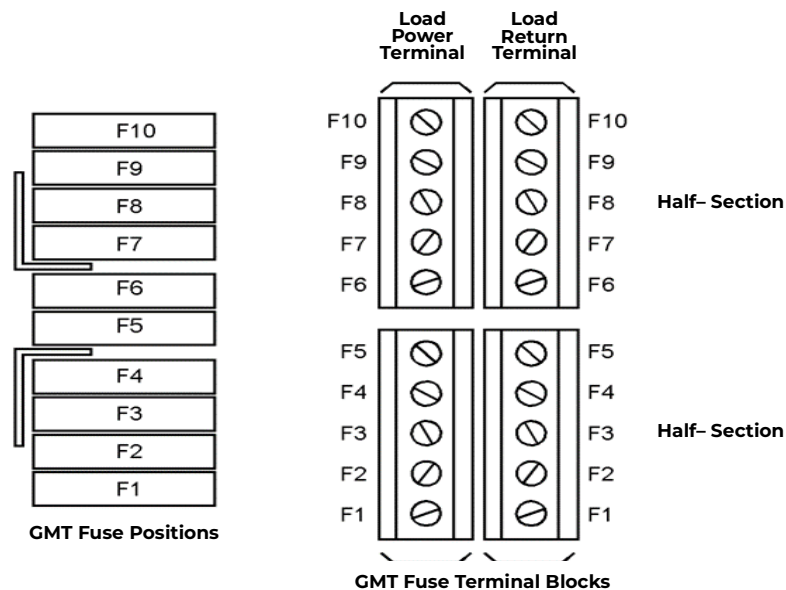 Load
Power
Terminal
Load
Return
Terminal
F10
F9
F8
F7
F6
F5
F4
F3
F2
F1
GMT Fuse Positions
F10
F9
F8
F7
F6
F10
F9
F8
F7
F6
Half– Section
F5
F4
F3
F2
F1
F5
F4
F3
F2
F1
Half– Section
GMT Fuse Terminal Blocks